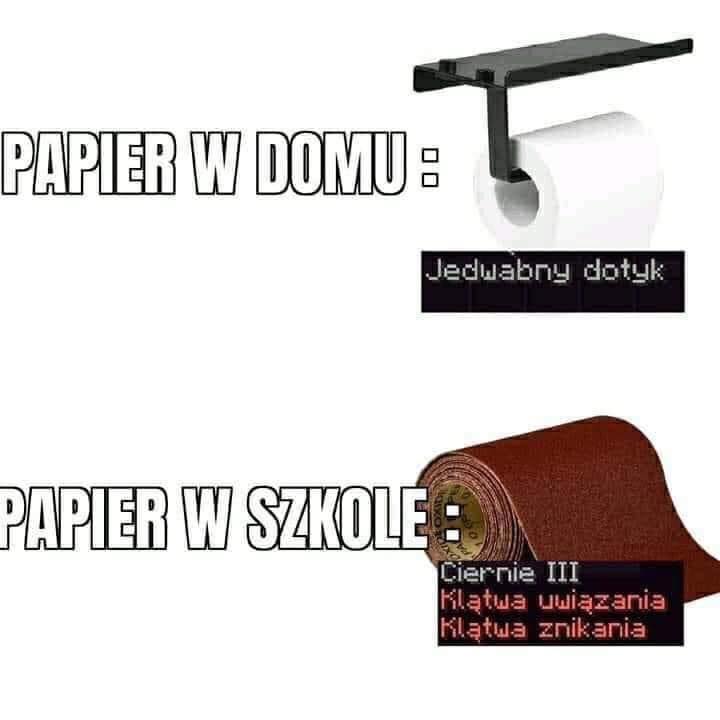 PAPIER W DOMU :
Jedwabny dotyk
PAPIER W SZKOLE :
Ciernie III
Klątwa uwiązania
Klątwa znikania